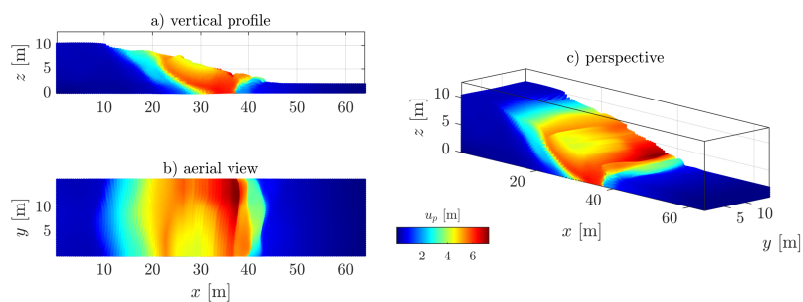 a) vertical profile
z [m]
10
5
0
10 20 30 40 50 60
x [m]
b) aerial view
y [m]
10
5
10 20 30 40 50 60
x [m]
c) perspective
z [m]
10
5
0
20
40
60
x [m]
5
10
y [m]
u_p [m]
2 4 6